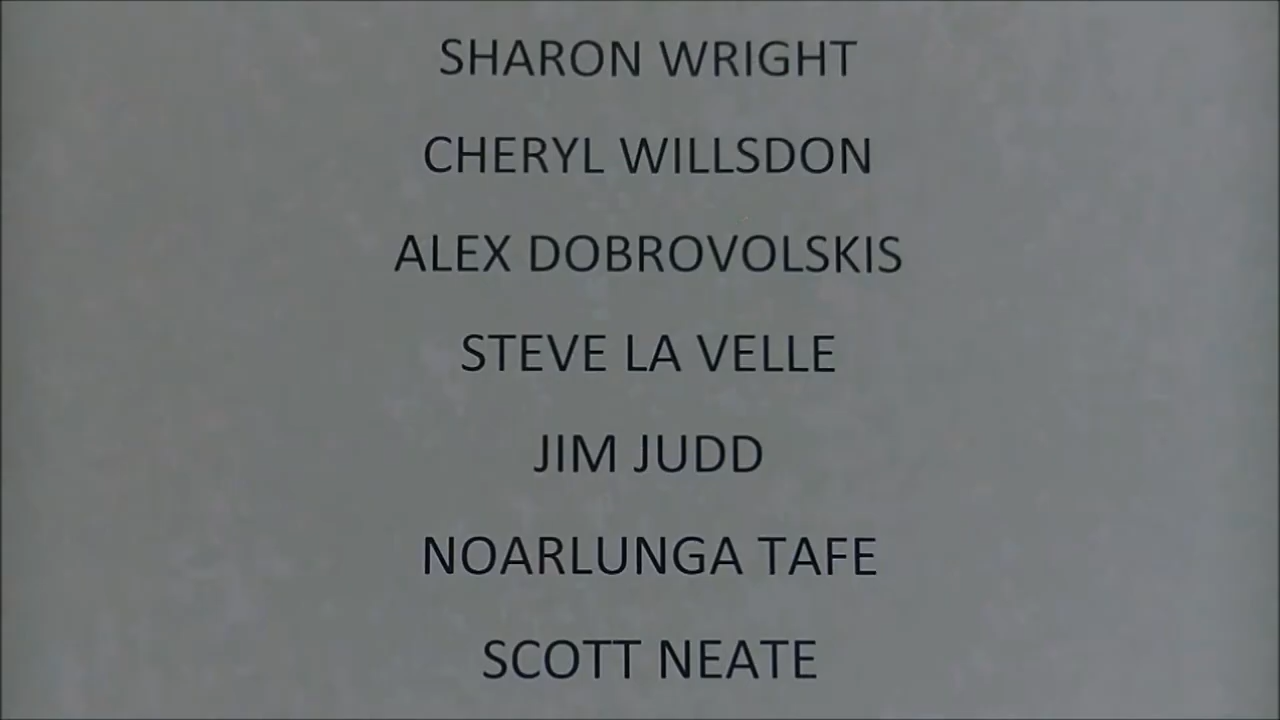 SHARON WRIGHT
CHERYL WILLSDON
ALEX DOBROVOLSKIS
STEVE LA VELLE
JIM JUDD
NOARLUNGA TAFE
SCOTT NEATE